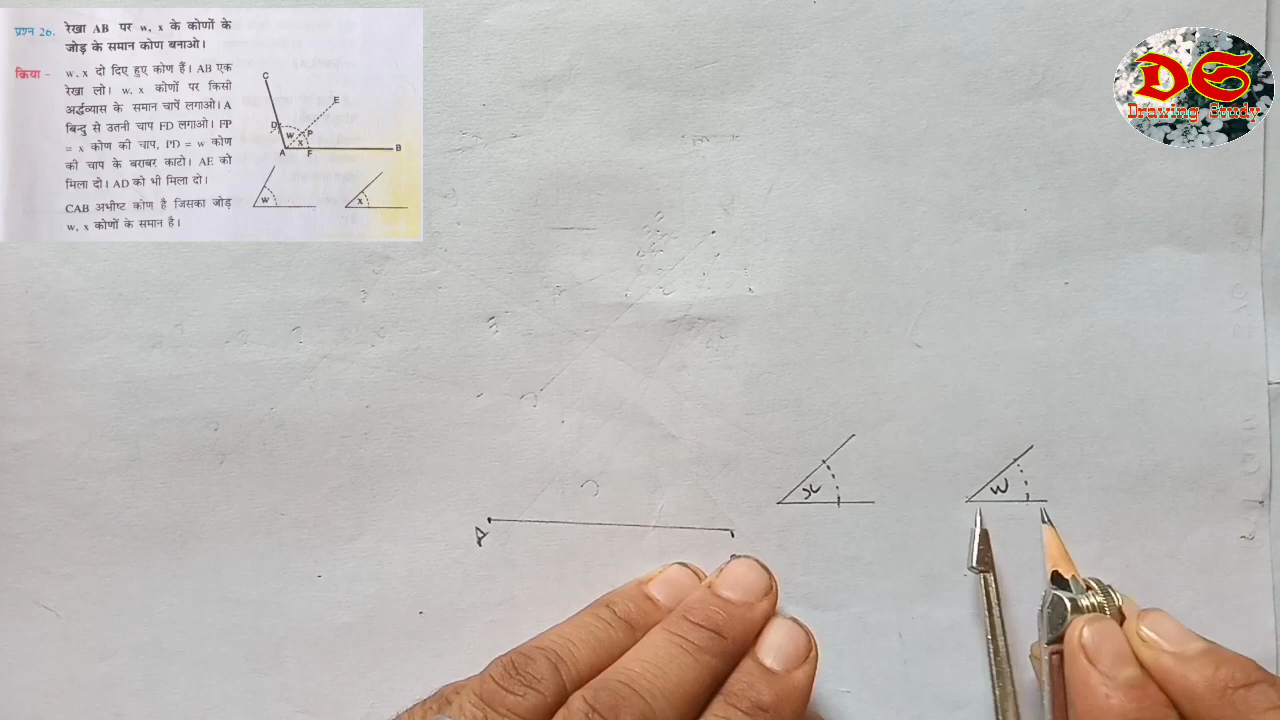 प्रश्न 26. रेखा AB पर w, x के कोणों के
जोड़ के समान कोण बनाओ।
क्रिया – w, x दो दिए हुए कोण हैं। AB एक
रेखा लो। w, x कोणों पर किसी
अर्द्धव्यास के समान चापें लगाओ। A
बिन्दु से उतनी चाप FD लगाओ। FP
= x कोण की चाप, PD = w कोण
की चाप के बराबर काटो। AE को
मिला दो। AD को भी मिला दो।
CAB अभीष्ट कोण है जिसका जोड़
w, x कोणों के समान है।
C
E
D
w
P
x
A
F
B
w
x
DS
Drawing Study
x
w
A